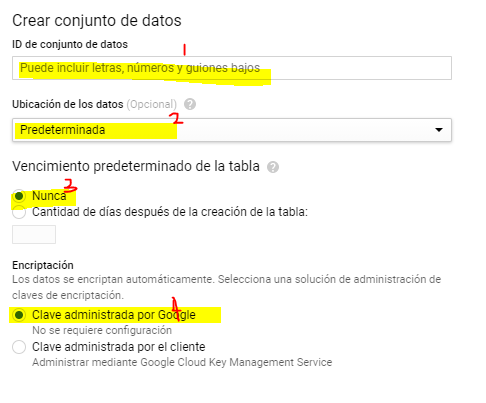 Crear conjunto de datos
ID de conjunto de datos
1
Puede incluir letras, números y guiones bajos
Ubicación de los datos (Opcional) ?
2
Predeterminada
Vencimiento predeterminado de la tabla ?
3
Nunca
Cantidad de días después de la creación de la tabla:
Encriptación
Los datos se encriptan automáticamente. Selecciona una solución de administración de
claves de encriptación.
4
Clave administrada por Google
No se requiere configuración
Clave administrada por el cliente
Administrar mediante Google Cloud Key Management Service